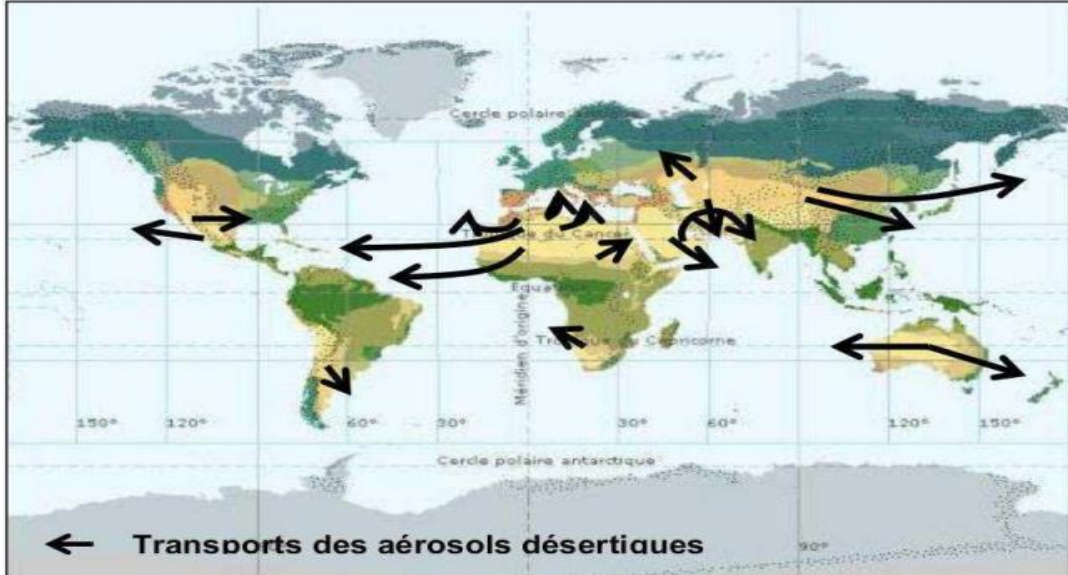 Cercle polaire
Tropique du Cancer
Equateur
Méridien d'origine
Tropique du Capricorne
150° 120° 60° 30° 30° 60° 120° 150°
Cercle polaire antarctique
Transports des aérosols désertiques
90°